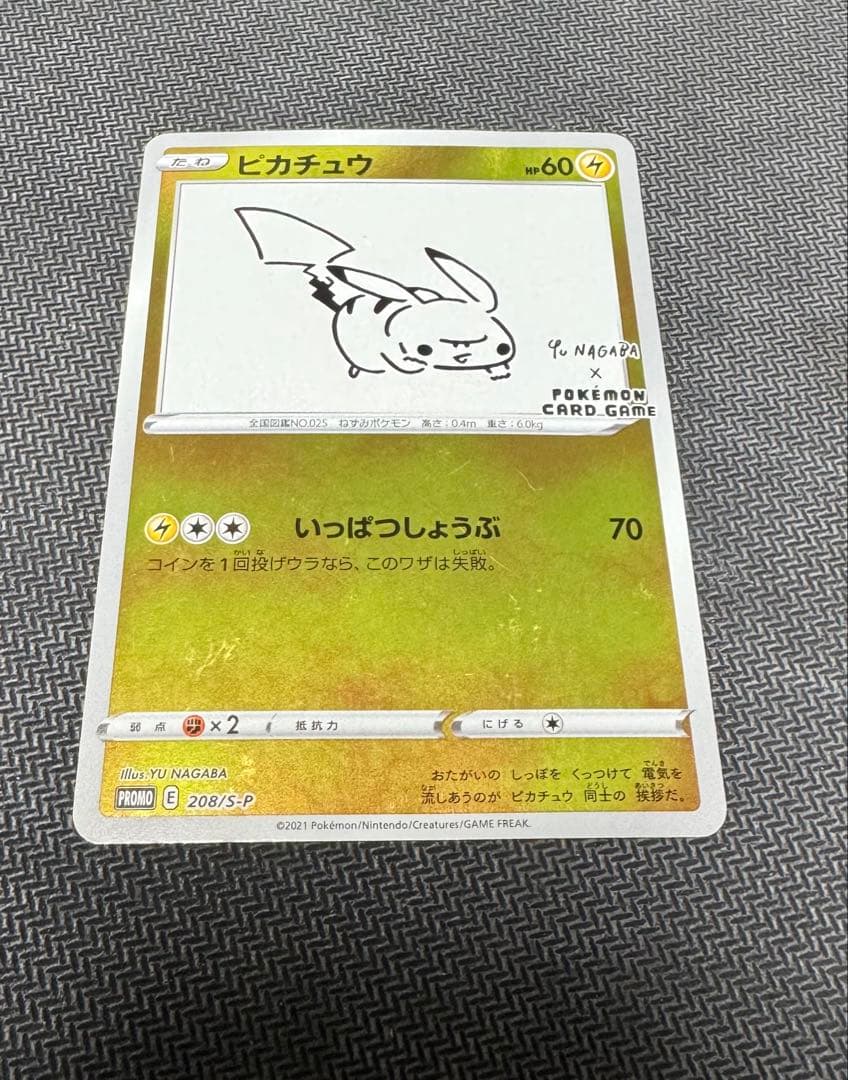 たね ピカチュウ HP60
Yu NAGABA
×
POKÉMON
CARD GAME
全国図鑑NO.025 ねずみポケモン 高さ:0.4m 重さ:6.0kg
いっぱつしょうぶ 70
コインを1回投げウラなら、このワザは失敗。
弱点 ×2 抵抗力 にげる
Illus.YU NAGABA
おたがいの しっぽを くっつけて 電気を
流しあうのが ピカチュウ 同士の 挨拶だ。
PROMO E 208/S-P
©2021 Pokémon/Nintendo/Creatures/GAME FREAK.